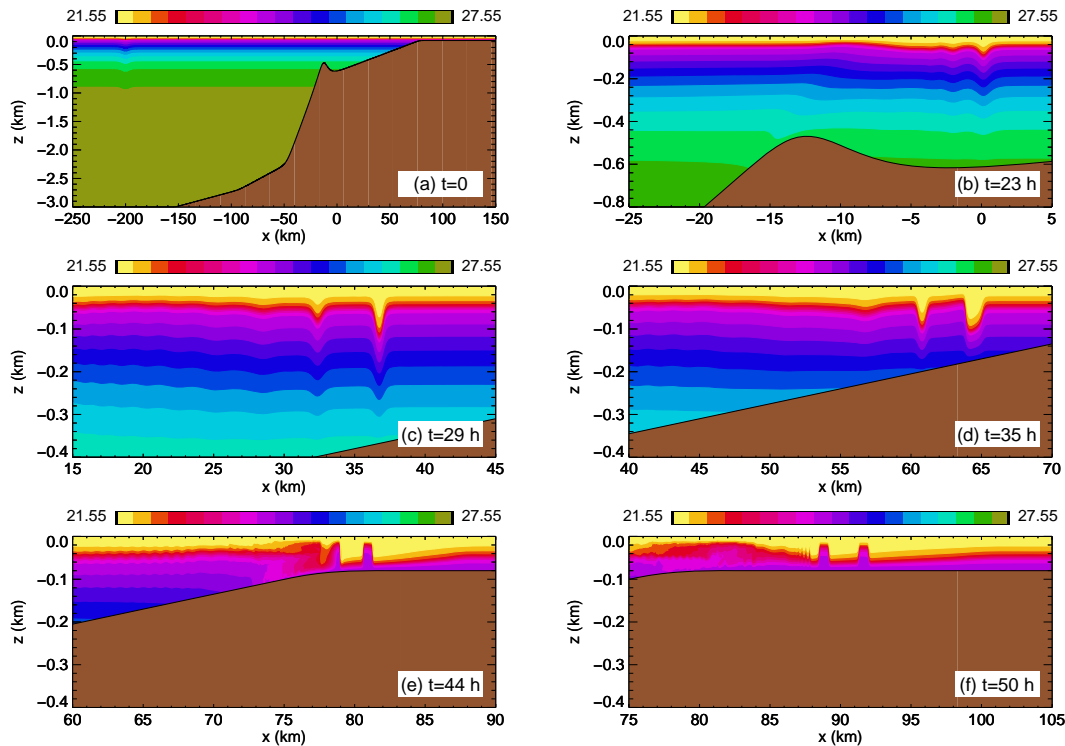 21.55 27.55 21.55 27.55
0.0
−0.5
−1.0
−1.5
−2.0
−2.5
−3.0
z (km)
(a) t=0
−250 −200 −150 −100 −50 0 50 100 150
x (km)
0.0
−0.2
−0.4
−0.6
−0.8
z (km)
(b) t=23 h
−25 −20 −15 −10 −5 0 5
x (km)
21.55 27.55 21.55 27.55
0.0
−0.1
−0.2
−0.3
−0.4
z (km)
(c) t=29 h
15 20 25 30 35 40 45
x (km)
0.0
−0.1
−0.2
−0.3
−0.4
z (km)
(d) t=35 h
40 45 50 55 60 65 70
x (km)
21.55 27.55 21.55 27.55
0.0
−0.1
−0.2
−0.3
−0.4
z (km)
(e) t=44 h
60 65 70 75 80 85 90
x (km)
0.0
−0.1
−0.2
−0.3
−0.4
z (km)
(f) t=50 h
75 80 85 90 95 100 105
x (km)